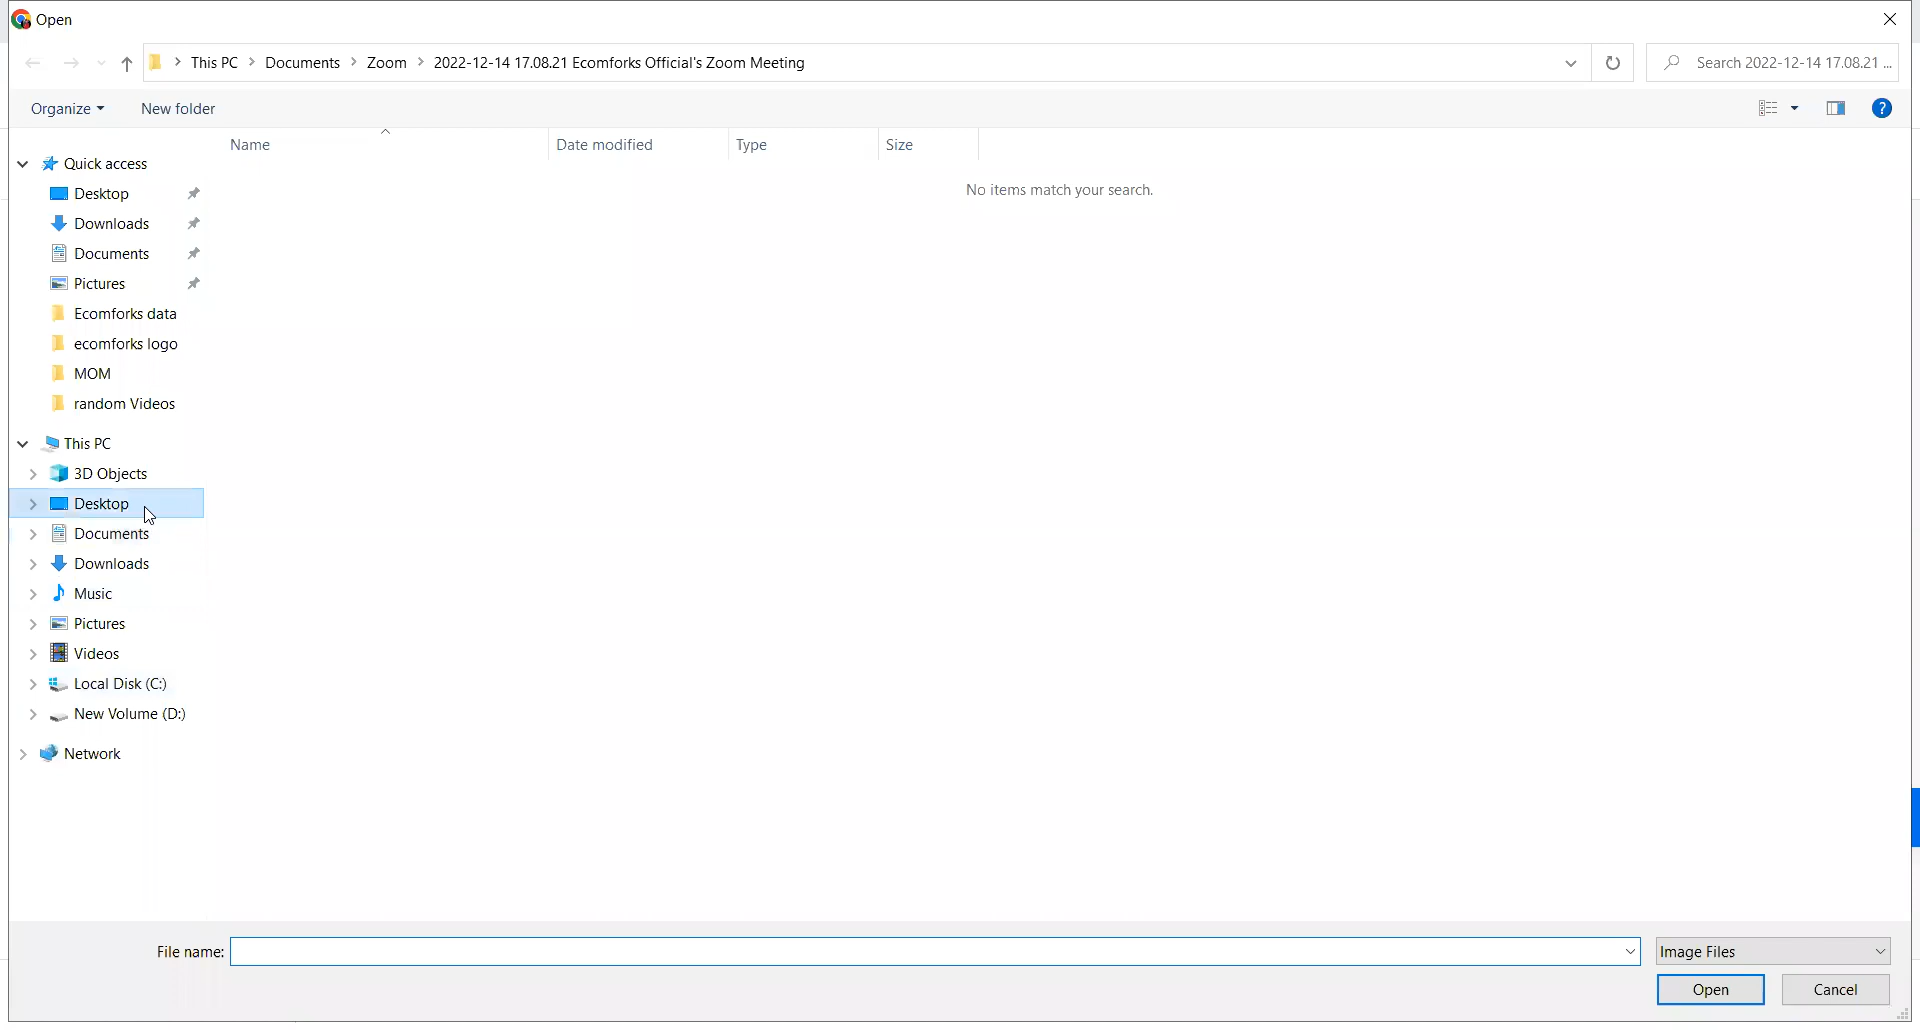 Open
This PC > Documents > Zoom > 2022-12-14 17.08.21 Ecomforks Official's Zoom Meeting
Search 2022-12-14 17.08.21 ...
Organize
New folder
Name
Date modified
Type
Size
No items match your search.
Quick access
Desktop
Downloads
Documents
Pictures
Ecomforks data
ecomforks logo
MOM
random Videos
This PC
3D Objects
Desktop
Documents
Downloads
Music
Pictures
Videos
Local Disk (C:)
New Volume (D:)
Network
File name:
Image Files
Open
Cancel